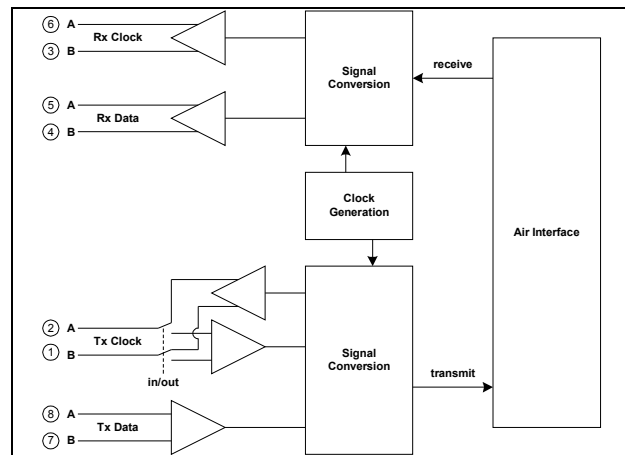 6 A
Rx Clock
3 B
Signal
Conversion
receive
5 A
Rx Data
4 B
Clock
Generation
Air Interface
2 A
Tx Clock
1 B
in/out
Signal
Conversion
transmit
8 A
Tx Data
7 B